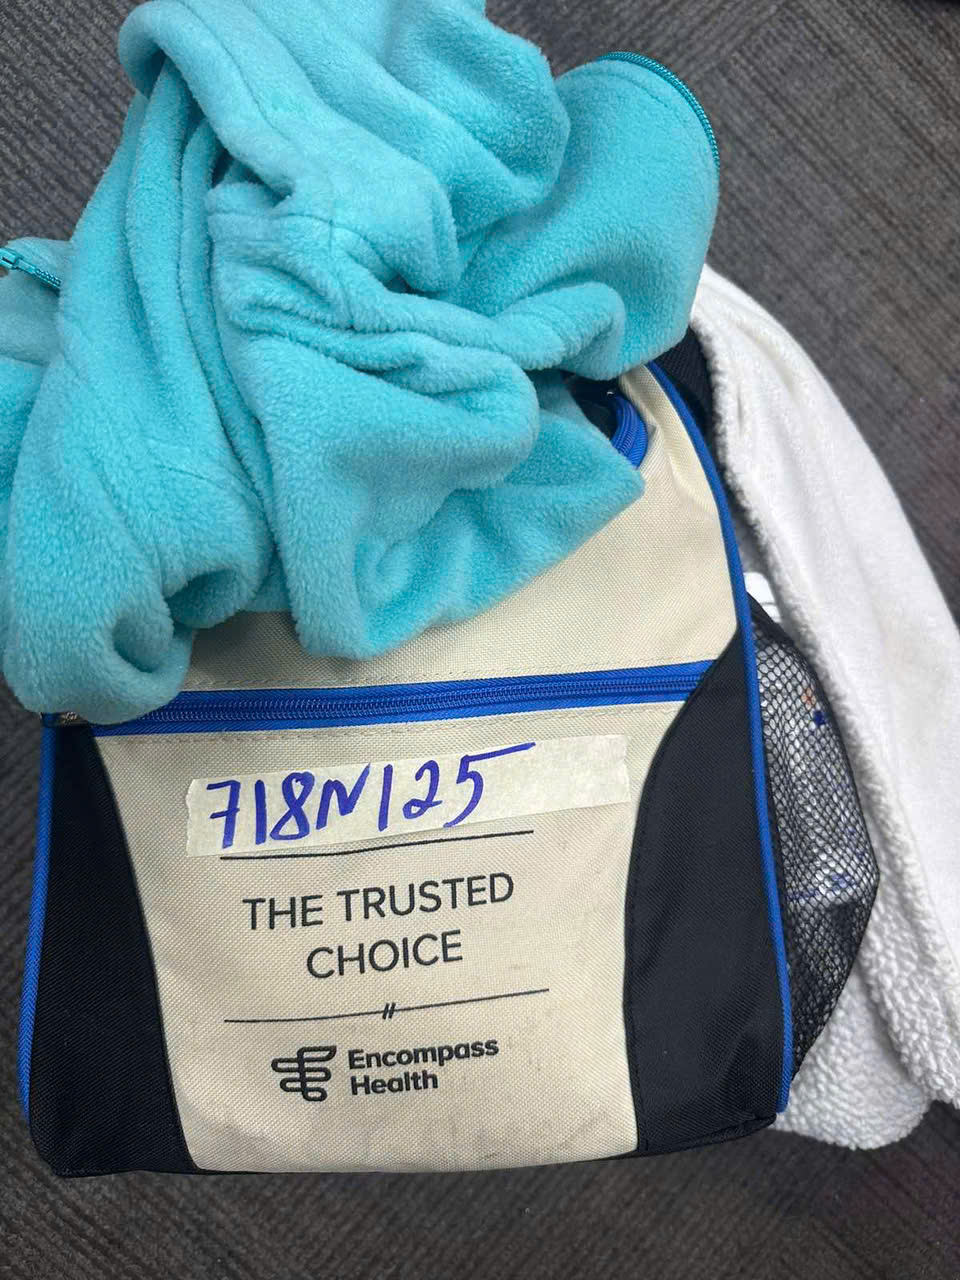 718N125
THE TRUSTED
CHOICE
Encompass
Health